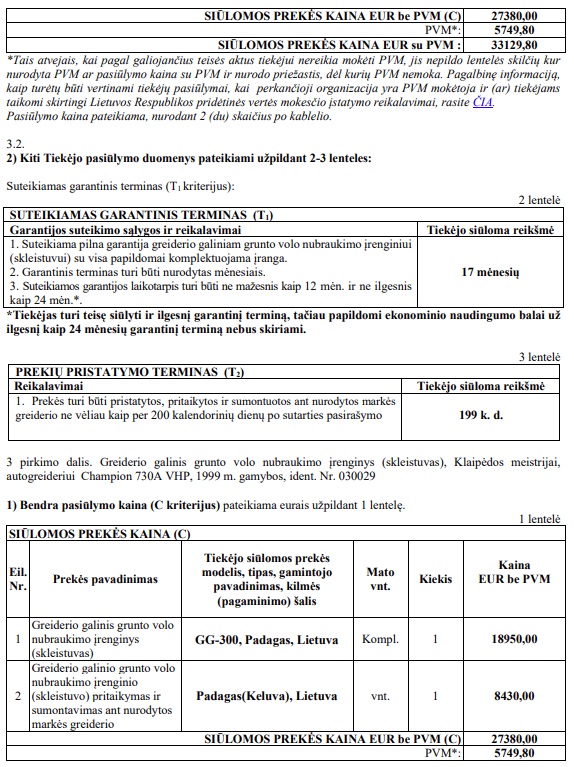 SIŪLOMOS PREKĖS KAINA EUR be PVM (C) 27380,00
PVM*: 5749,80
SIŪLOMOS PREKĖS KAINA EUR su PVM : 33129,80
*Tais atvejais, kai pagal galiojančius teisės aktus tiekėjui nereikia mokėti PVM, jis nepildo lentelės skilčių kur
nurodyta PVM ar pasiūlymo kaina su PVM ir nurodo priežastis, dėl kurių PVM nemoka. Pagalbinę informaciją,
kaip turėtų būti vertinami tiekėjų pasiūlymai, kai perkančioji organizacija yra PVM mokėtoja ir (ar) tiekėjams
taikomi skirtingi Lietuvos Respublikos pridėtinės vertės mokesčio įstatymo reikalavimai, rasite ČIA.
Pasiūlymo kaina pateikiama, nurodant 2 (du) skaičius po kablelio.
3.2.
2) Kiti Tiekėjo pasiūlymo duomenys pateikiami užpildant 2-3 lenteles:
Suteikiamas garantinis terminas (T1 kriterijus):
2 lentelė
SUTEIKIAMAS GARANTINIS TERMINAS (T1)
Garantijos suteikimo sąlygos ir reikalavimai Tiekėjo siūloma reikšmė
1. Suteikiama pilna garantija greiderio galiniam grunto volo nubraukimo įrenginiui
(skleistuvui) su visa papildomai komplektuojama įranga.
2. Garantinis terminas turi būti nurodytas mėnesiais.
3. Suteikiamos garantijos laikotarpis turi būti ne mažesnis kaip 12 mėn. ir ne ilgesnis
kaip 24 mėn.*.
17 mėnesių
*Tiekėjas turi teisę siūlyti ir ilgesnį garantinį terminą, tačiau papildomi ekonominio naudingumo balai už
ilgesnį kaip 24 mėnesių garantinį terminą nebus skiriami.
3 lentelė
PREKIŲ PRISTATYMO TERMINAS (T2)
Reikalavimai Tiekėjo siūloma reikšmė
1. Prekės turi būti pristatytos, pritaikytos ir sumontuotos ant nurodytos markės
greiderio ne vėliau kaip per 200 kalendorinių dienų po sutarties pasirašymo
199 k. d.
3 pirkimo dalis. Greiderio galinis grunto volo nubraukimo įrenginys (skleistuvas), Klaipėdos meistrijai,
autogreideriui Champion 730A VHP, 1999 m. gamybos, ident. Nr. 030029
1) Bendra pasiūlymo kaina (C kriterijus) pateikiama eurais užpildant 1 lentelę.
1 lentelė
SIŪLOMOS PREKĖS KAINA (C)
Eil.
Nr.
Prekės pavadinimas
Tiekėjo siūlomos prekės
modelis, tipas, gamintojo
pavadinimas, kilmės
(pagaminimo) šalis
Mato
vnt.
Kiekis
Kaina
EUR be PVM
1
Greiderio galinis grunto volo
nubraukimo įrenginys
(skleistuvas)
GG-300, Padagas, Lietuva Kompl. 1 18950,00
2
Greiderio galinio grunto volo
nubraukimo įrenginio
(skleistuvo) pritaikymas ir
sumontavimas ant nurodytos
markės greiderio
Padagas(Keluva), Lietuva vnt. 1 8430,00
SIŪLOMOS PREKĖS KAINA EUR be PVM (C) 27380,00
PVM*: 5749,80